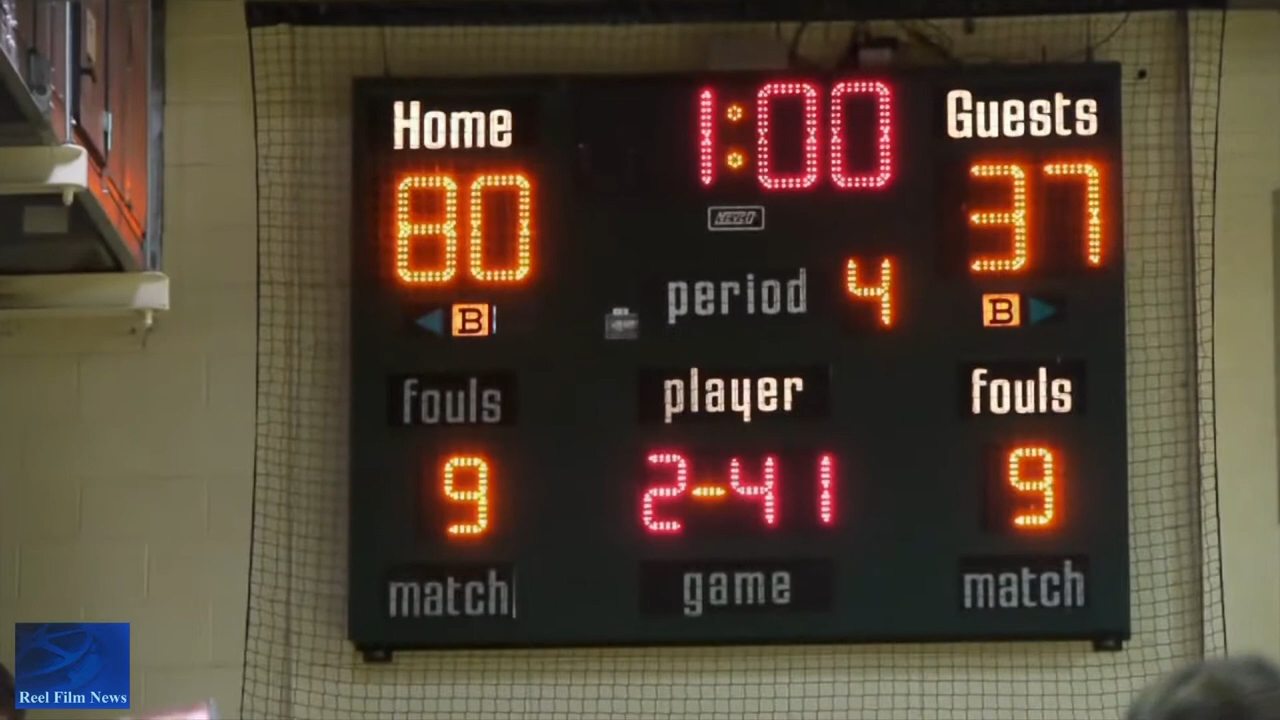 Home
1:00
Guests
80
37
period 4
B
B
fouls
player
fouls
9
2-41
9
match
game
match
Reel Film News